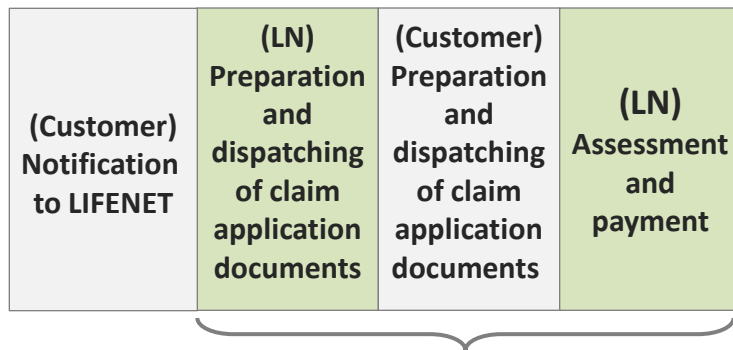 (Customer)
Notification
to LIFENET
(LN)
Preparation
and
dispatching
of claim
application
documents
(Customer)
Preparation
and
dispatching
of claim
application
documents
(LN)
Assessment
and
payment